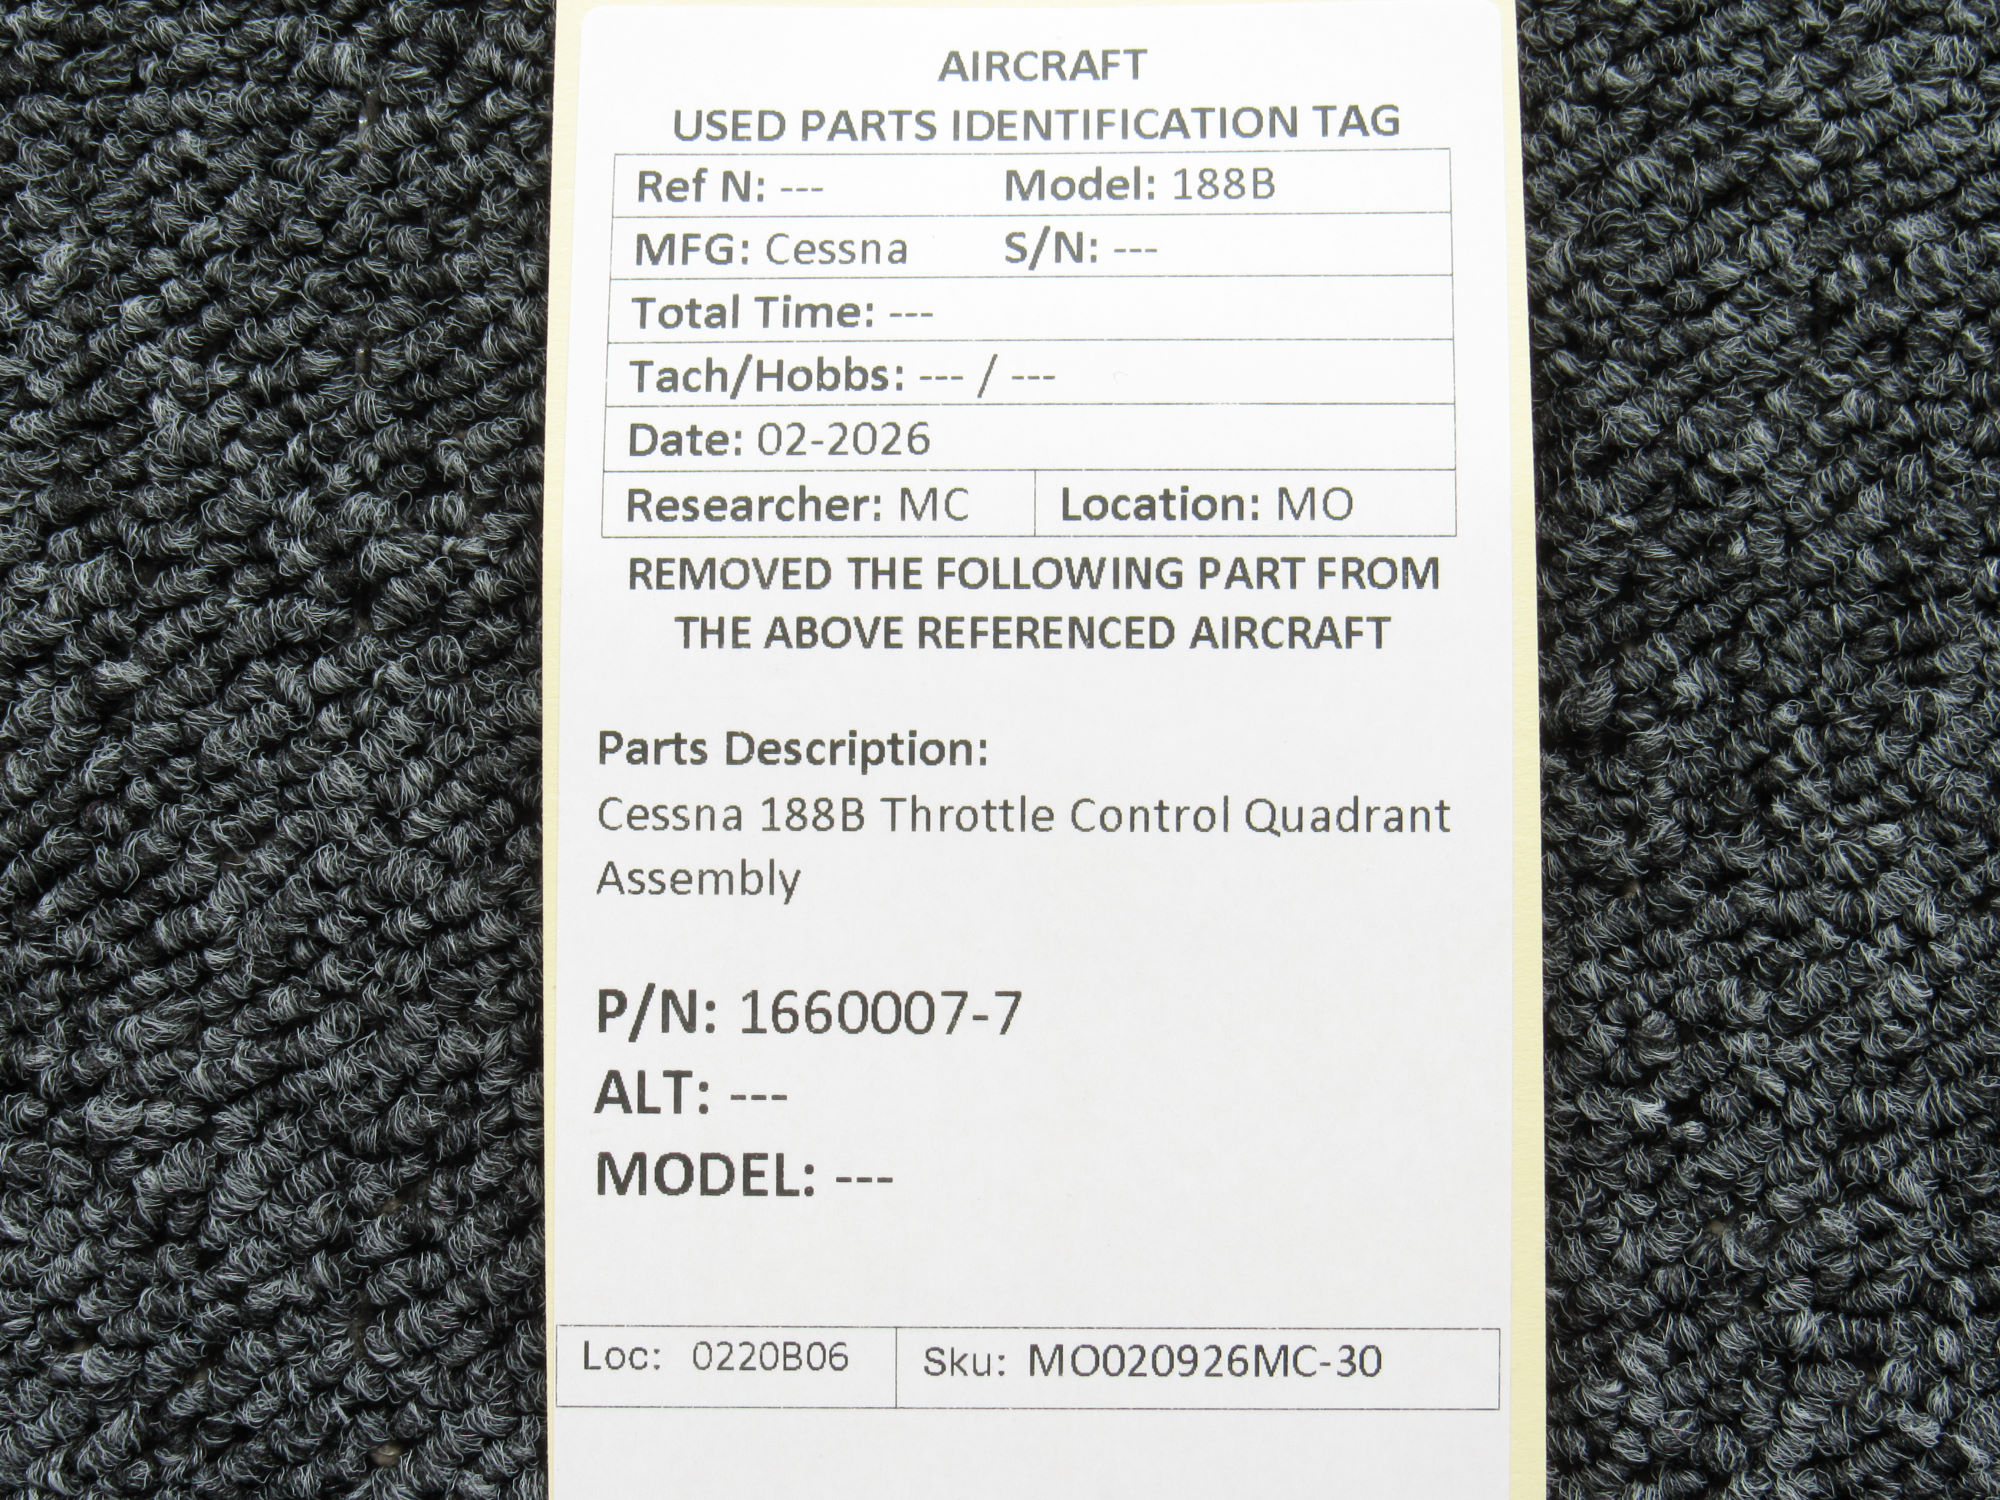 AIRCRAFT
USED PARTS IDENTIFICATION TAG
Ref N: --- Model: 188B
MFG: Cessna S/N: ---
Total Time: ---
Tach/Hobbs: --- / ---
Date: 02-2026
Researcher: MC Location: MO
REMOVED THE FOLLOWING PART FROM
THE ABOVE REFERENCED AIRCRAFT
Parts Description:
Cessna 188B Throttle Control Quadrant
Assembly
P/N: 1660007-7
ALT: ---
MODEL: ---
Loc: 0220B06 Sku: MO020926MC-30